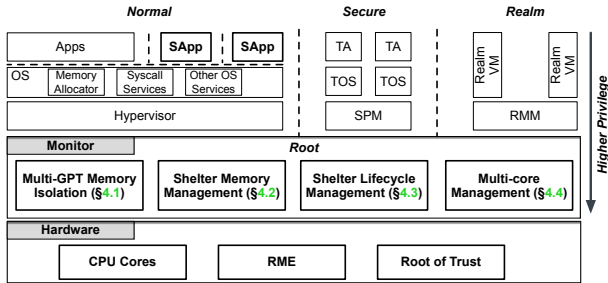 Normal
Secure
Realm
Apps
SApp
SApp
TA
TA
Realm VM
Realm VM
OS
Memory Allocator
Syscall Services
Other OS Services
TOS
TOS
Hypervisor
SPM
RMM
Higher Privilege
Monitor
Root
Multi-GPT Memory
Isolation (§4.1)
Shelter Memory
Management (§4.2)
Shelter Lifecycle
Management (§4.3)
Multi-core
Management (§4.4)
Hardware
CPU Cores
RME
Root of Trust